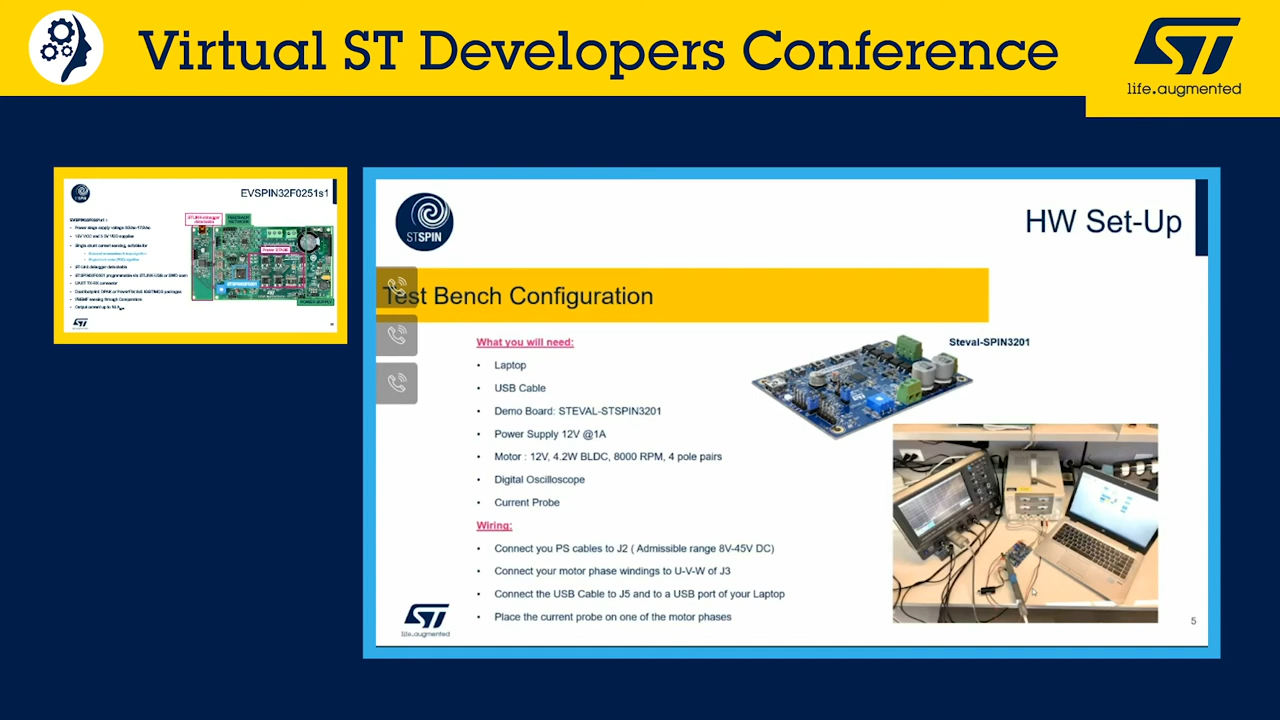 Virtual ST Developers Conference
life.augmented
EVSPIN32F0251s1
STSPIN
HW Set-Up
Test Bench Configuration
What you will need:
• Laptop
• USB Cable
• Demo Board: STEVAL-STSPIN3201
• Power Supply 12V @1A
• Motor : 12V, 4.2W BLDC, 8000 RPM, 4 pole pairs
• Digital Oscilloscope
• Current Probe
Wiring:
• Connect you PS cables to J2 ( Admissible range 8V-45V DC)
• Connect your motor phase windings to U-V-W of J3
• Connect the USB Cable to J5 and to a USB port of your Laptop
• Place the current probe on one of the motor phases
Steval-SPIN3201
life.augmented
5